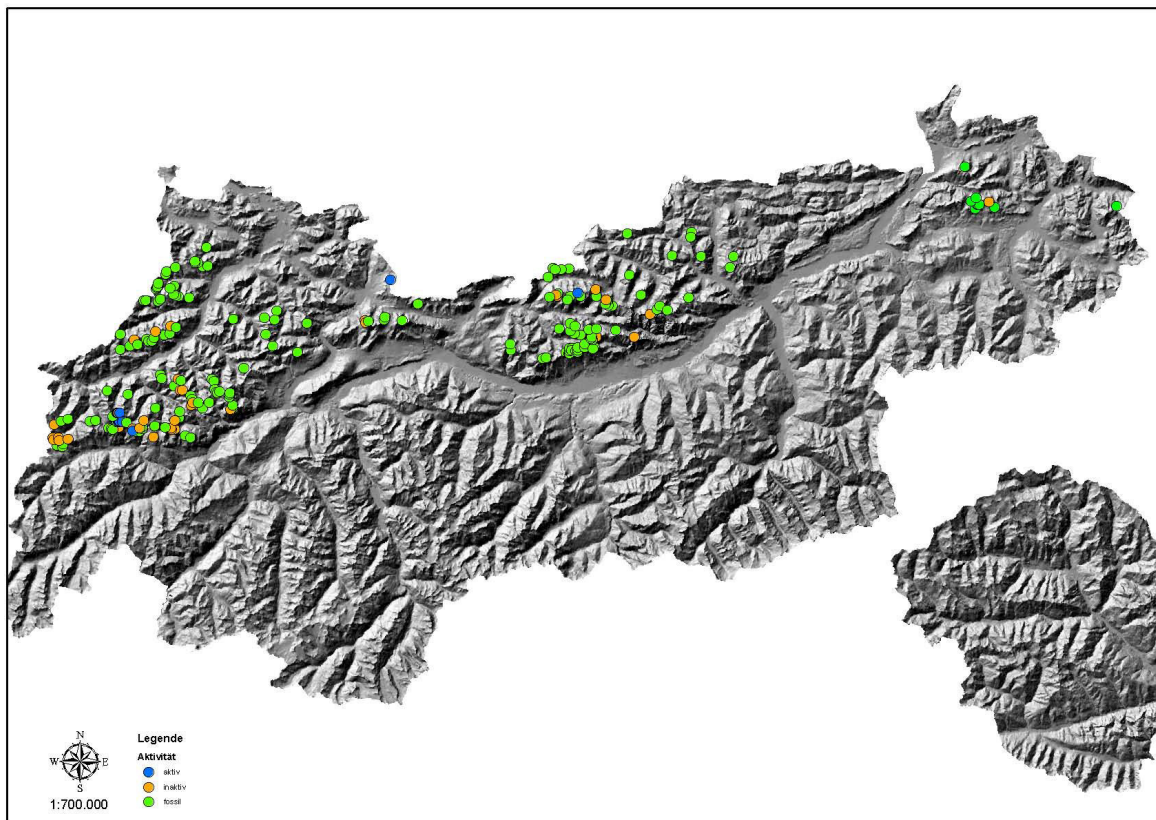 N
W E
S
1:700.000
Legende
Aktivität
aktiv
inaktiv
fossil